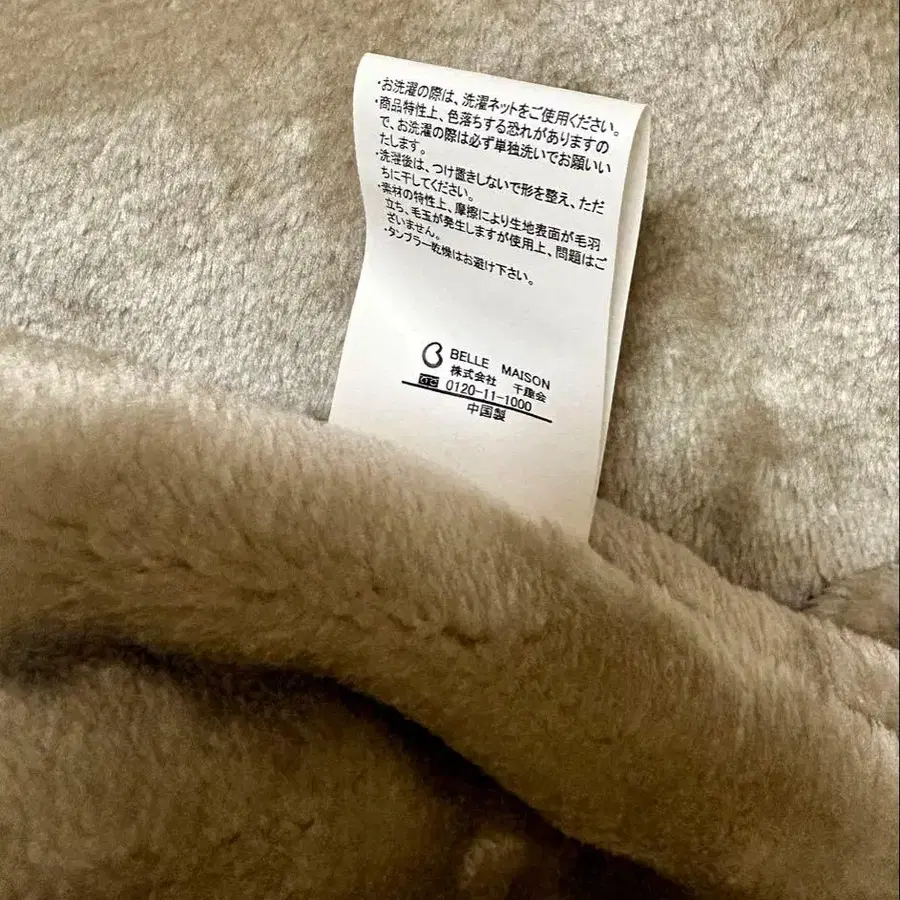 ・お洗濯の際は、洗濯ネットをご使用ください。
・商品特性上、色落ちする恐れがありますの
で、お洗濯の際は必ず単独洗いでお願いい
たします。
・洗濯後は、つけ置きしないで形を整え、ただ
ちに干してください。
・素材の特性上、摩擦により生地表面が毛羽
立ち、毛玉が発生しますが使用上、問題はご
ざいません。
・タンブラー乾燥はお避け下さい。
BELLE MAISON
株式会社 千趣会
0120-11-1000
中国製